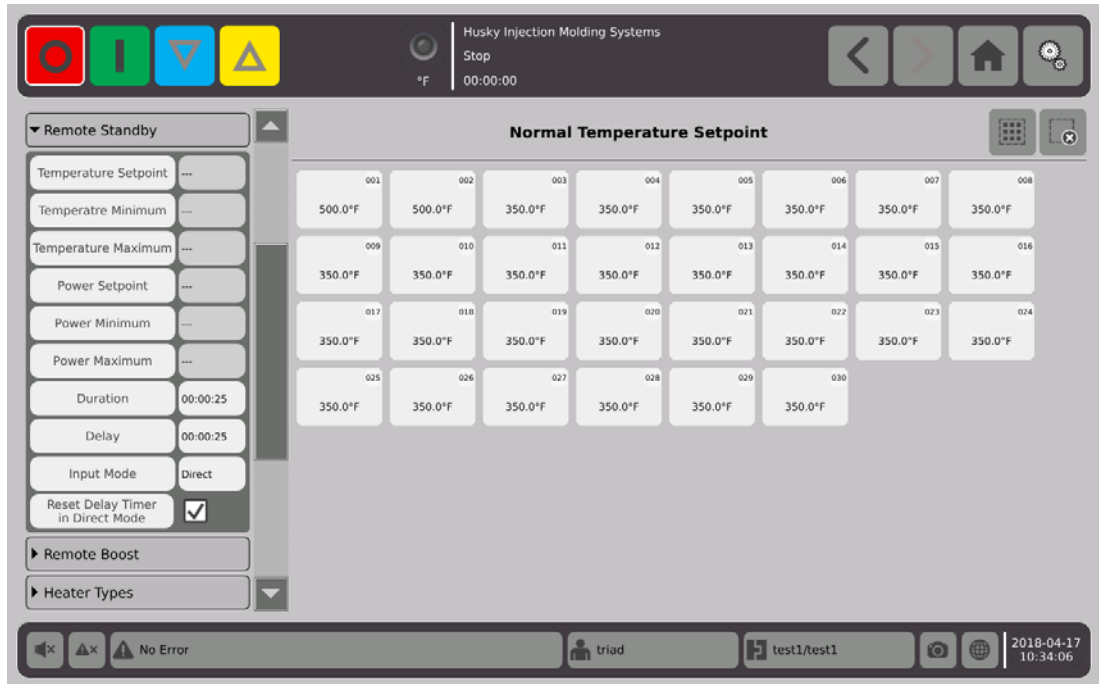 Husky Injection Molding Systems
Stop
°F 00:00:00
Remote Standby
Normal Temperature Setpoint
Temperature Setpoint ---
Temperatre Minimum ---
Temperature Maximum ---
Power Setpoint ---
Power Minimum ---
Power Maximum ---
Duration 00:00:25
Delay 00:00:25
Input Mode Direct
Reset Delay Timer
in Direct Mode
Remote Boost
Heater Types
001 002 003 004 005 006 007 008
500.0°F 500.0°F 350.0°F 350.0°F 350.0°F 350.0°F 350.0°F 350.0°F
009 010 011 012 013 014 015 016
350.0°F 350.0°F 350.0°F 350.0°F 350.0°F 350.0°F 350.0°F 350.0°F
017 018 019 020 021 022 023 024
350.0°F 350.0°F 350.0°F 350.0°F 350.0°F 350.0°F 350.0°F 350.0°F
025 026 027 028 029 030
350.0°F 350.0°F 350.0°F 350.0°F 350.0°F 350.0°F
No Error
triad
test1/test1
2018-04-17
10:34:06